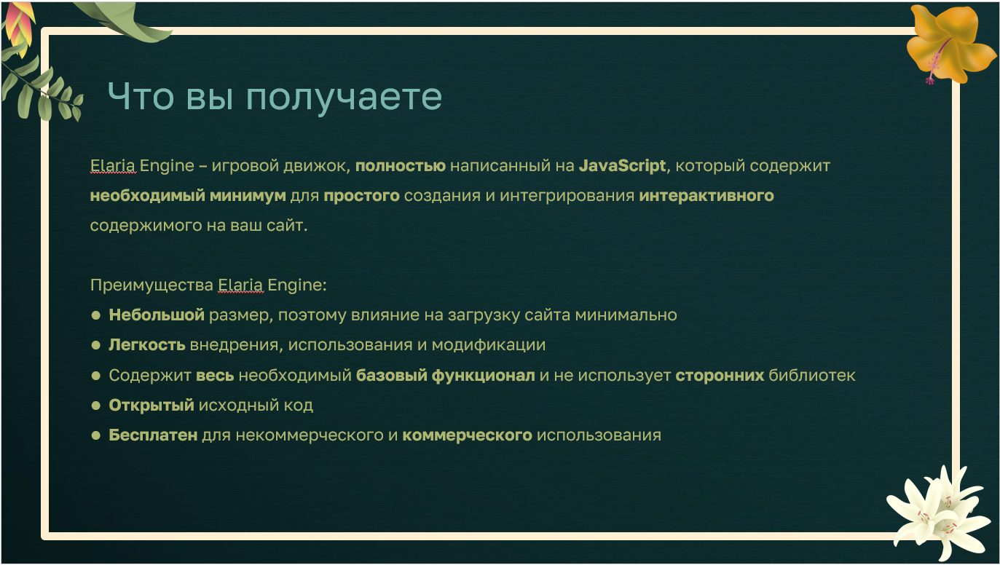 Что вы получаете
Elaria Engine – игровой движок, полностью написанный на JavaScript, который содержит
необходимый минимум для простого создания и интегрирования интерактивного
содержимого на ваш сайт.
Преимущества Elaria Engine:
● Небольшой размер, поэтому влияние на загрузку сайта минимально
● Легкость внедрения, использования и модификации
● Содержит весь необходимый базовый функционал и не использует сторонних библиотек
● Открытый исходный код
● Бесплатен для некоммерческого и коммерческого использования